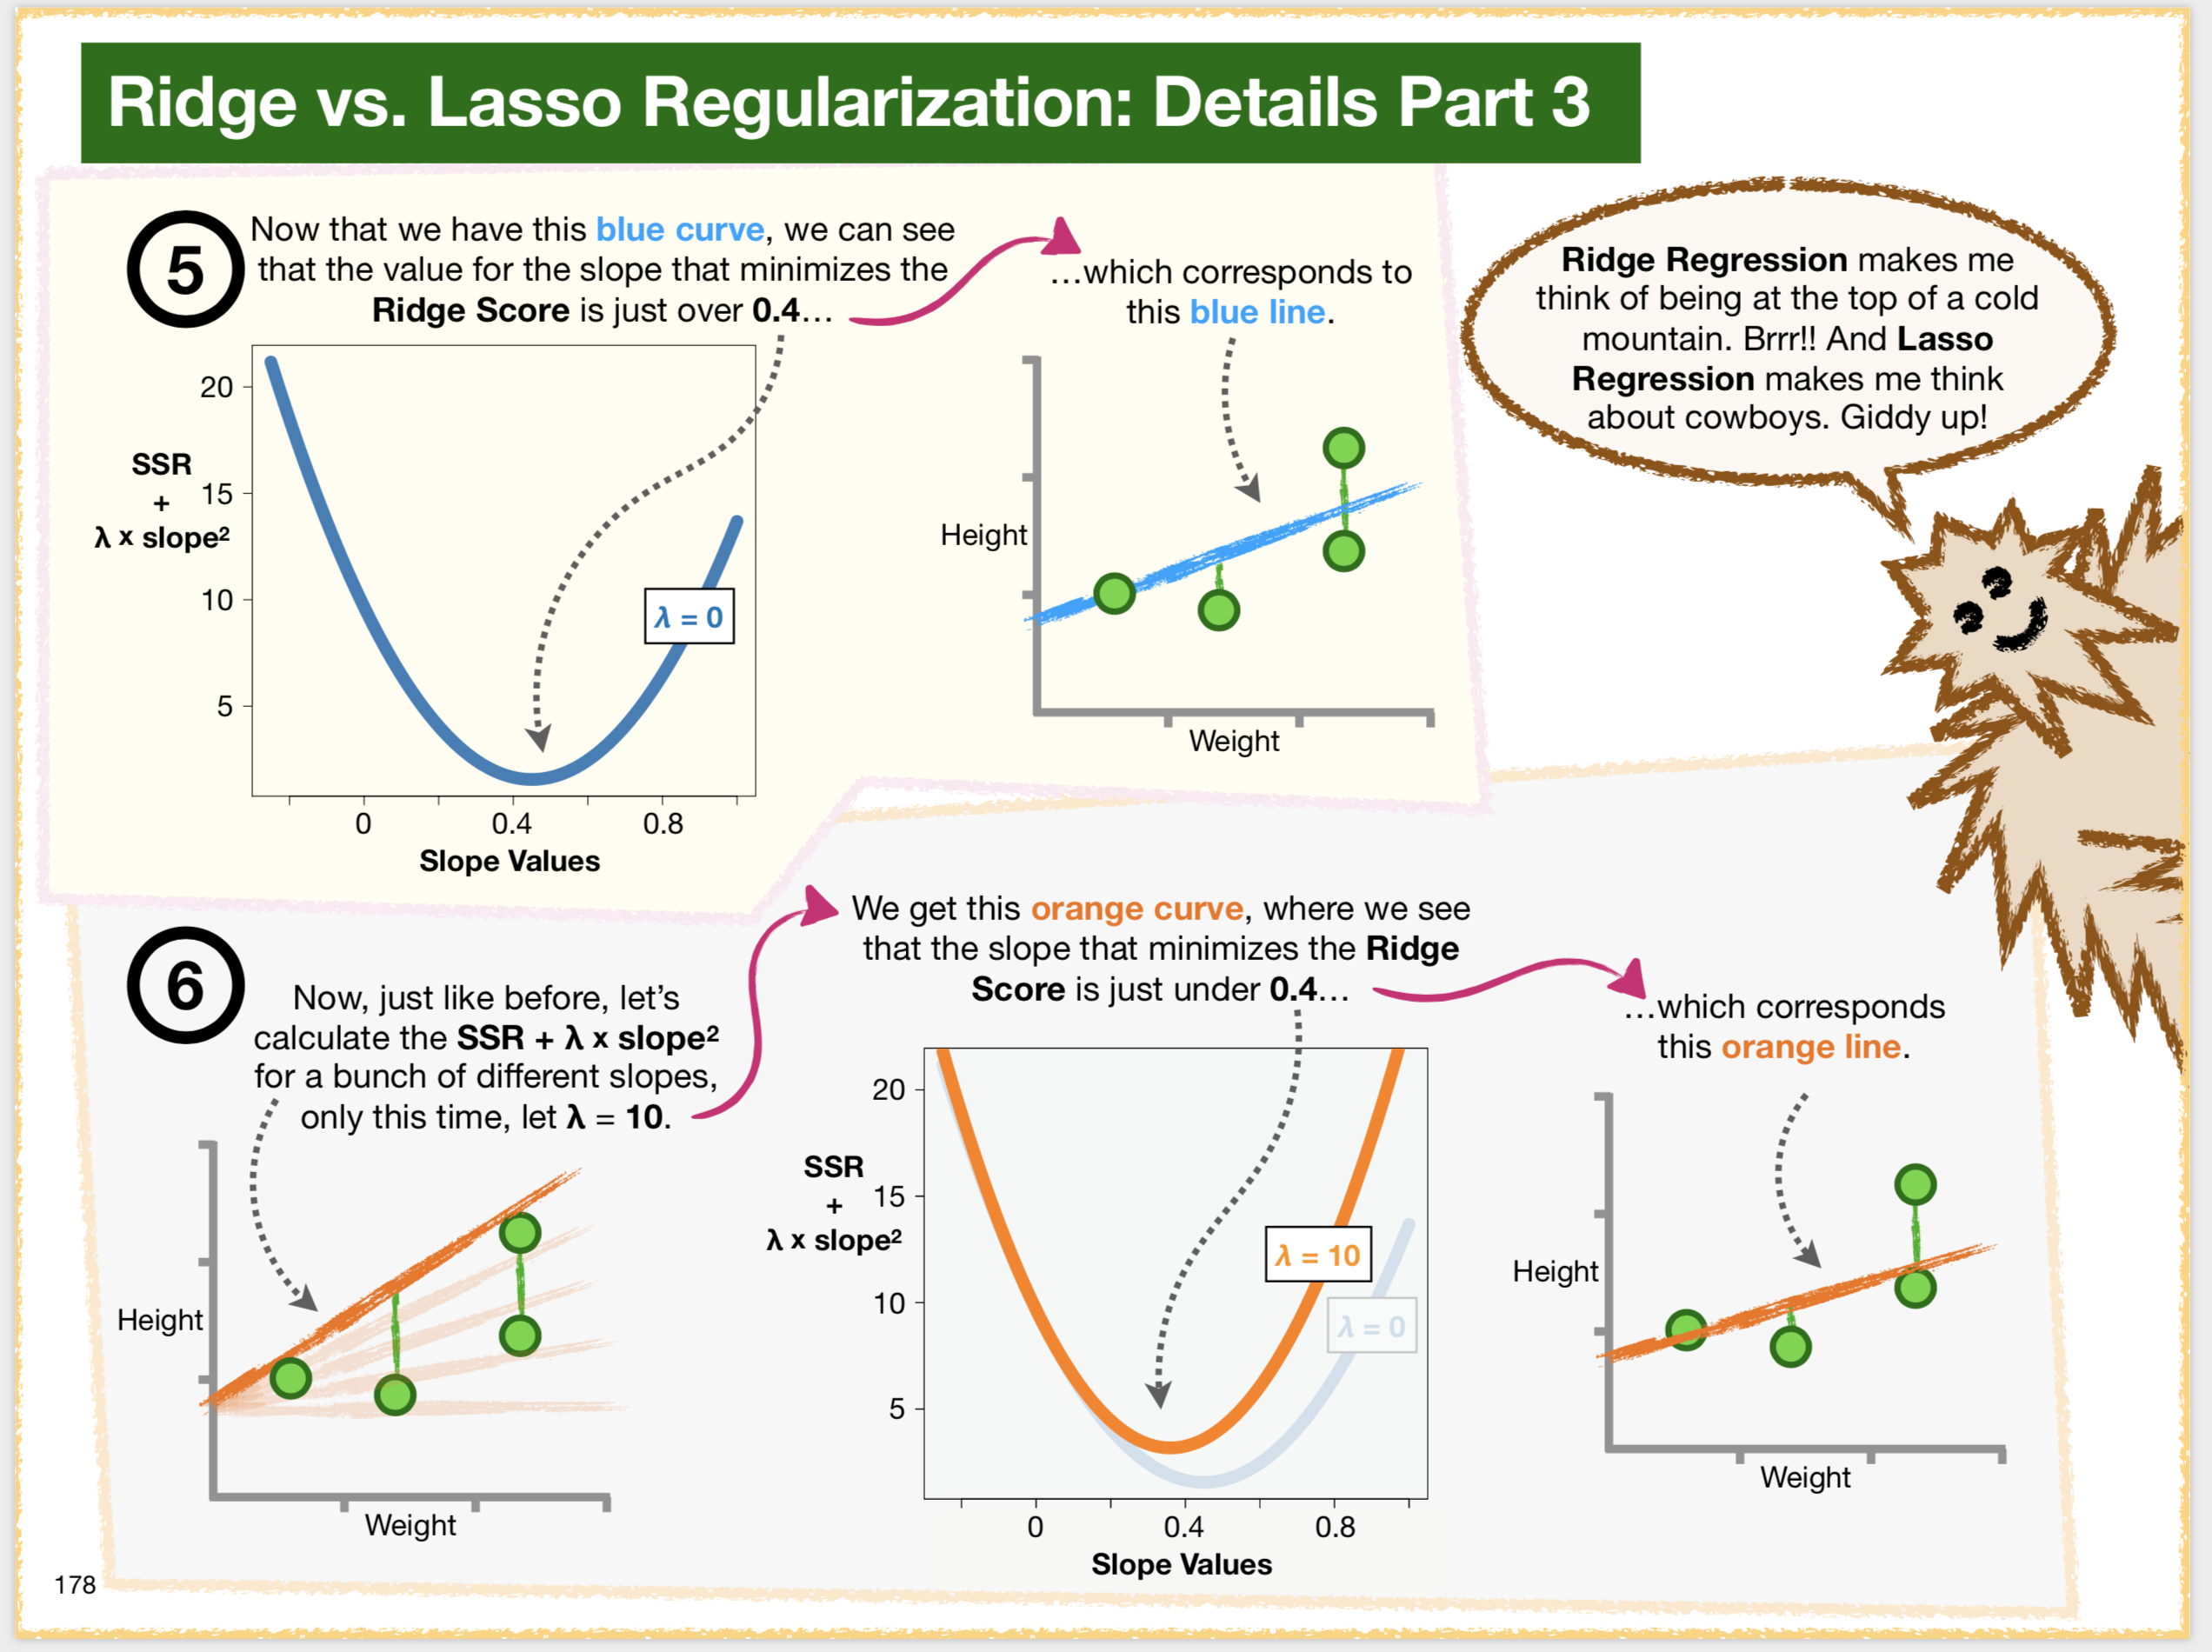 Ridge vs. Lasso Regularization: Details Part 3
5
Now that we have this blue curve, we can see
that the value for the slope that minimizes the
Ridge Score is just over 0.4…
…which corresponds to
this blue line.
Ridge Regression makes me
think of being at the top of a cold
mountain. Brrr!! And Lasso
Regression makes me think
about cowboys. Giddy up!
SSR
+
λ x slope²
20
15
10
5
λ = 0
0 0.4 0.8
Slope Values
Height
Weight
6
Now, just like before, let’s
calculate the SSR + λ x slope²
for a bunch of different slopes,
only this time, let λ = 10.
We get this orange curve, where we see
that the slope that minimizes the Ridge
Score is just under 0.4…
…which corresponds
this orange line.
Height
Weight
SSR
+
λ x slope²
20
15
10
5
λ = 10
λ = 0
0 0.4 0.8
Slope Values
Height
Weight
178